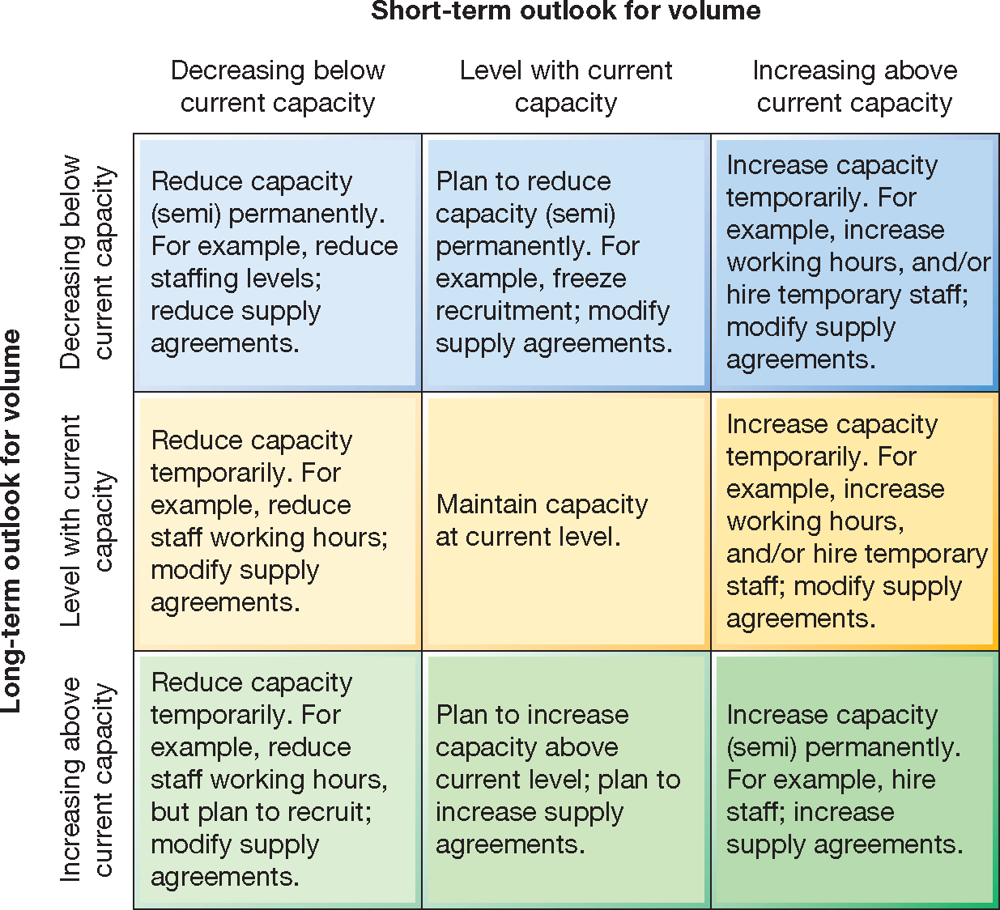 Short-term outlook for volume
Decreasing below
current capacity
Level with current
capacity
Increasing above
current capacity
Long-term outlook for volume
Decreasing below
current capacity
Reduce capacity
(semi) permanently.
For example, reduce
staffing levels;
reduce supply
agreements.
Plan to reduce
capacity (semi)
permanently. For
example, freeze
recruitment; modify
supply agreements.
Increase capacity
temporarily. For
example, increase
working hours, and/or
hire temporary staff;
modify supply
agreements.
Level with current
capacity
Reduce capacity
temporarily. For
example, reduce
staff working hours;
modify supply
agreements.
Maintain capacity
at current level.
Increase capacity
temporarily. For
example, increase
working hours,
and/or hire temporary
staff; modify supply
agreements.
Increasing above
current capacity
Reduce capacity
temporarily. For
example, reduce
staff working hours,
but plan to recruit;
modify supply
agreements.
Plan to increase
capacity above
current level; plan to
increase supply
agreements.
Increase capacity
(semi) permanently.
For example, hire
staff; increase
supply agreements.